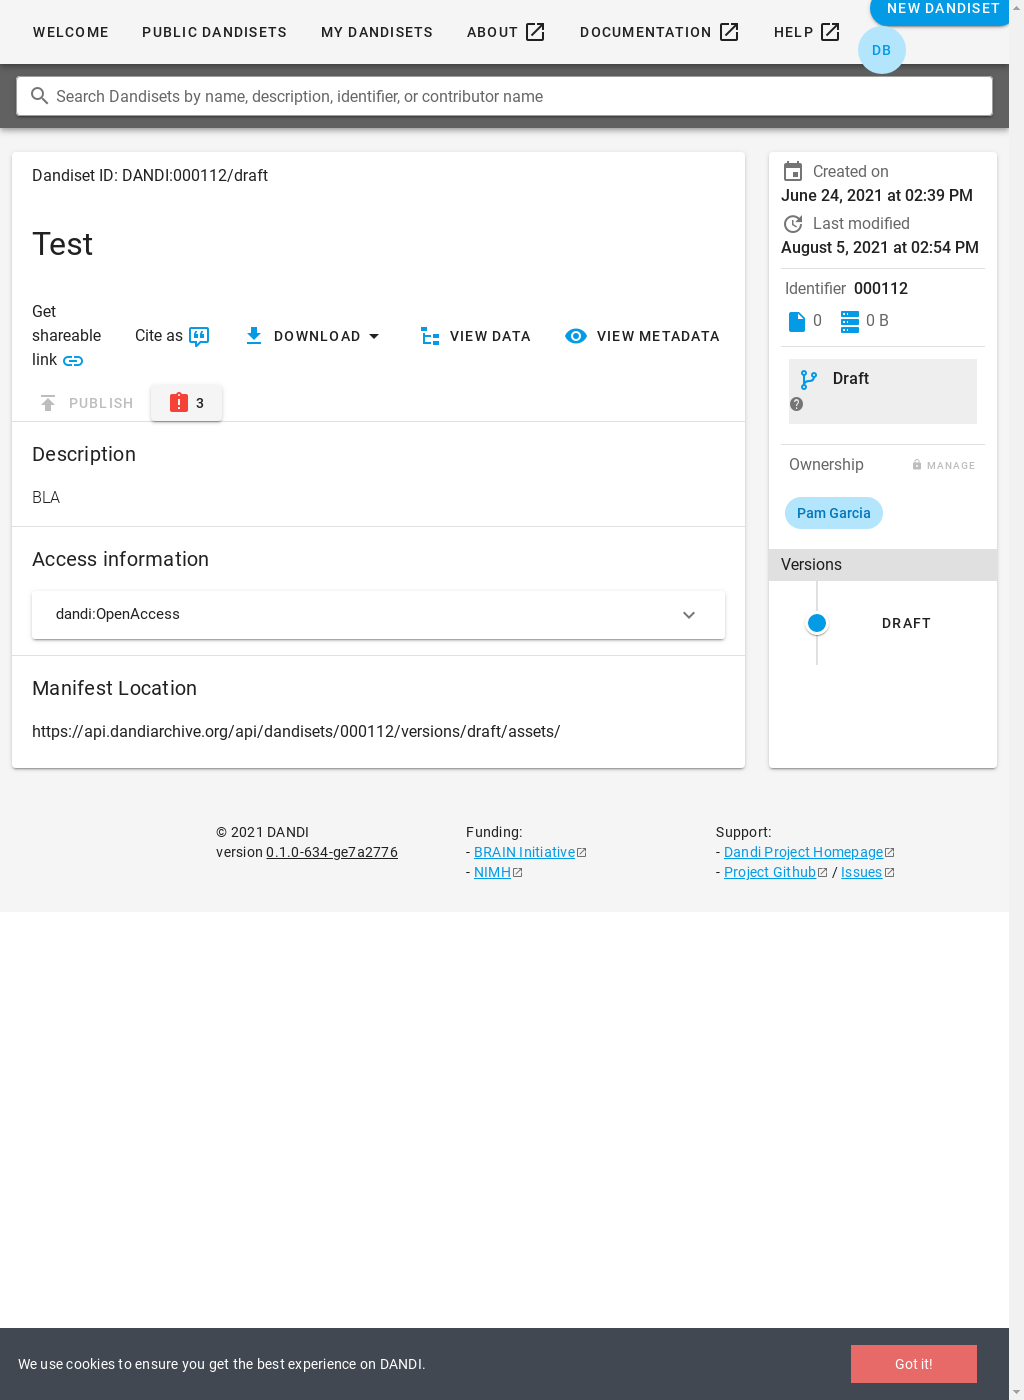 WELCOME
PUBLIC DANDISETS
MY DANDISETS
ABOUT
DOCUMENTATION
HELP
NEW DANDISET
DB
Search Dandisets by name, description, identifier, or contributor name
Dandiset ID: DANDI:000112/draft
Test
Get
shareable
link
Cite as
DOWNLOAD
VIEW DATA
VIEW METADATA
PUBLISH
3
Description
BLA
Access information
dandi:OpenAccess
Manifest Location
https://api.dandiarchive.org/api/dandisets/000112/versions/draft/assets/
Created on
June 24, 2021 at 02:39 PM
Last modified
August 5, 2021 at 02:54 PM
Identifier 000112
0
0 B
Draft
Ownership
MANAGE
Pam Garcia
Versions
DRAFT
© 2021 DANDI
version 0.1.0-634-ge7a2776
Funding:
- BRAIN Initiative
- NIMH
Support:
- Dandi Project Homepage
- Project Github / Issues
We use cookies to ensure you get the best experience on DANDI.
Got it!